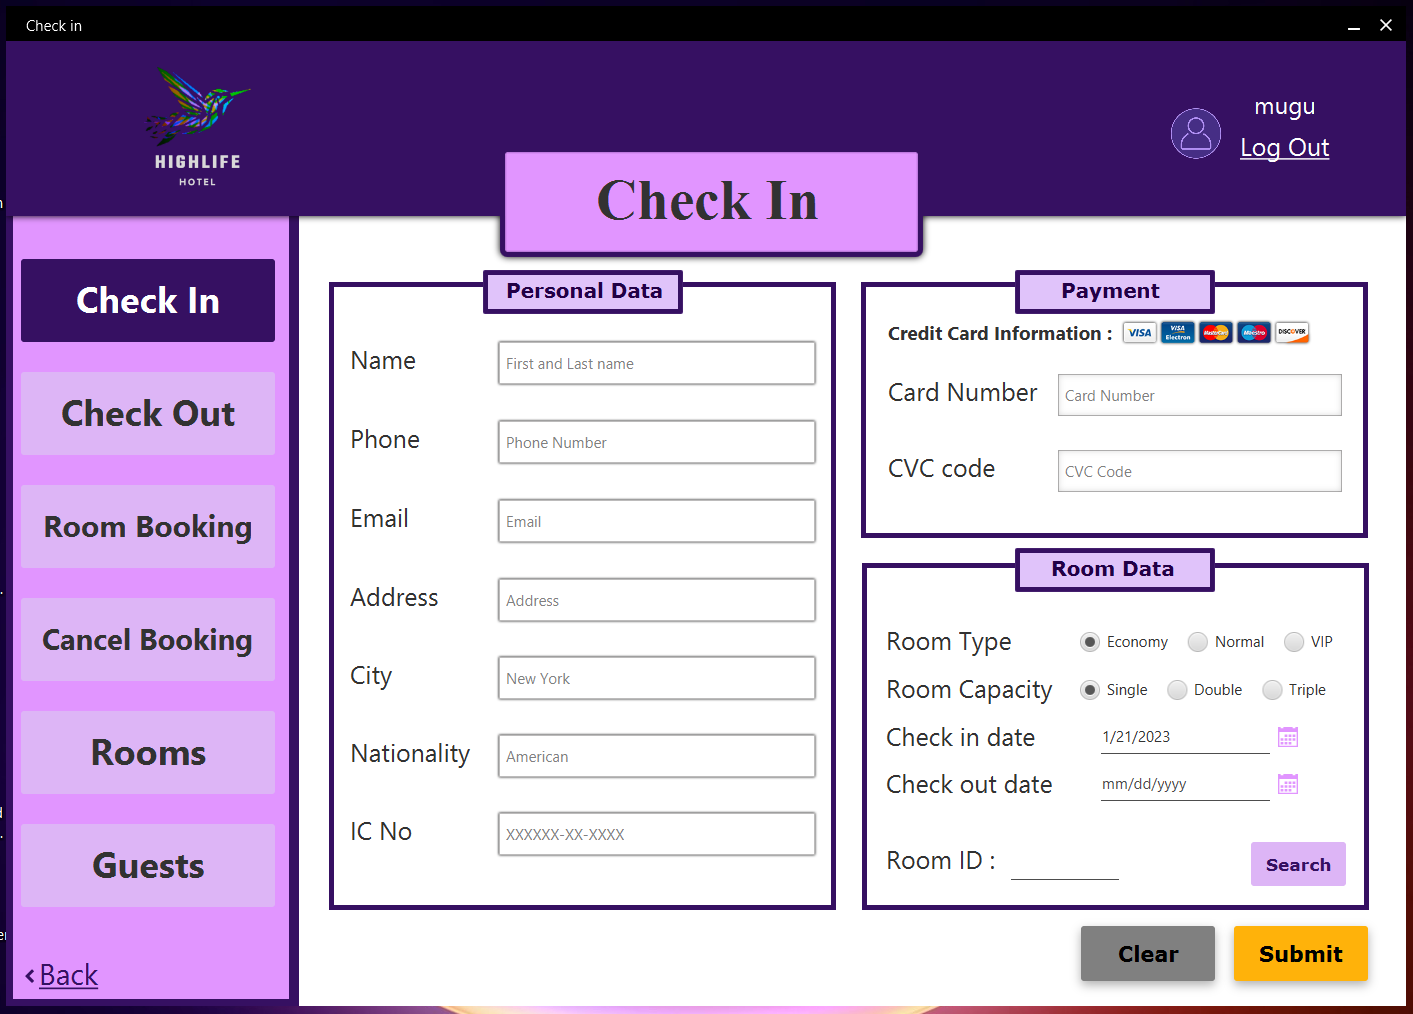 Check in
HIGHLIFE
HOTEL
mugu
Log Out
Check In
Check In
Check Out
Room Booking
Cancel Booking
Rooms
Guests
Back
Personal Data
Name
First and Last name
Phone
Phone Number
Email
Email
Address
Address
City
New York
Nationality
American
IC No
XXXXXX-XX-XXXX
Payment
Credit Card Information : VISA VISA Electron MasterCard Maestro DISCOVER
Card Number
Card Number
CVC code
CVC Code
Room Data
Room Type Economy Normal VIP
Room Capacity Single Double Triple
Check in date 1/21/2023
Check out date mm/dd/yyyy
Room ID :
Search
Clear
Submit